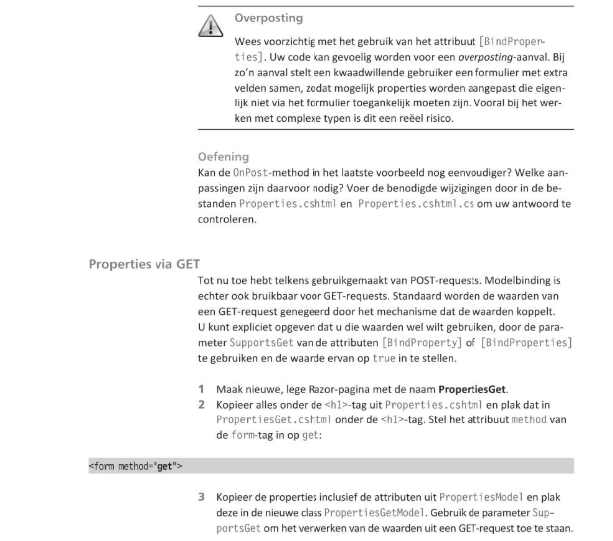 Overposting
Wees voorzichtig met het gebruik van het attribuut [BindProper-
ties]. Uw code kan gevoelig worden voor een overposting-aanval. Bij
zo'n aanval stelt een kwaadwillende gebruiker een formulier met extra
velden samen, zodat mogelijk properties worden aangepast die eigen-
lijk niet via het formulier toegankelijk moeten zijn. Vooral bij het wer-
ken met complexe typen is dit een reëel risico.
Oefening
Kan de OnPost-method in het laatste voorbeeld nog eenvoudiger? Welke aan-
passingen zijn daarvoor nodig? Voer de benodigde wijzigingen door in de be-
standen Properties.cshtml en Properties.cshtml.cs om uw antwoord te
controleren.
Properties via GET
Tot nu toe hebt telkens gebruikgemaakt van POST-requests. Modelbinding is
echter ook bruikbaar voor GET-requests. Standaard worden de waarden van
een GET-request genegeerd door het mechanisme dat de waarden koppelt.
U kunt expliciet opgeven dat u die waarden wel wilt gebruiken, door de para-
meter SupportsGet van de attributen [BindProperty] of [BindProperties]
te gebruiken en de waarde ervan op true in te stellen.
1 Maak nieuwe, lege Razor-pagina met de naam PropertiesGet.
2 Kopieer alles onder de <h1>-tag uit Properties.cshtml en plak dat in
PropertiesGet.cshtml onder de <h1>-tag. Stel het attribuut method van
de form-tag in op get:
<form method="get">
3 Kopieer de properties inclusief de attributen uit PropertiesModel en plak
deze in de nieuwe class PropertiesGetModel. Gebruik de parameter Sup-
portsGet om het verwerken van de waarden uit een GET-request toe te staan.